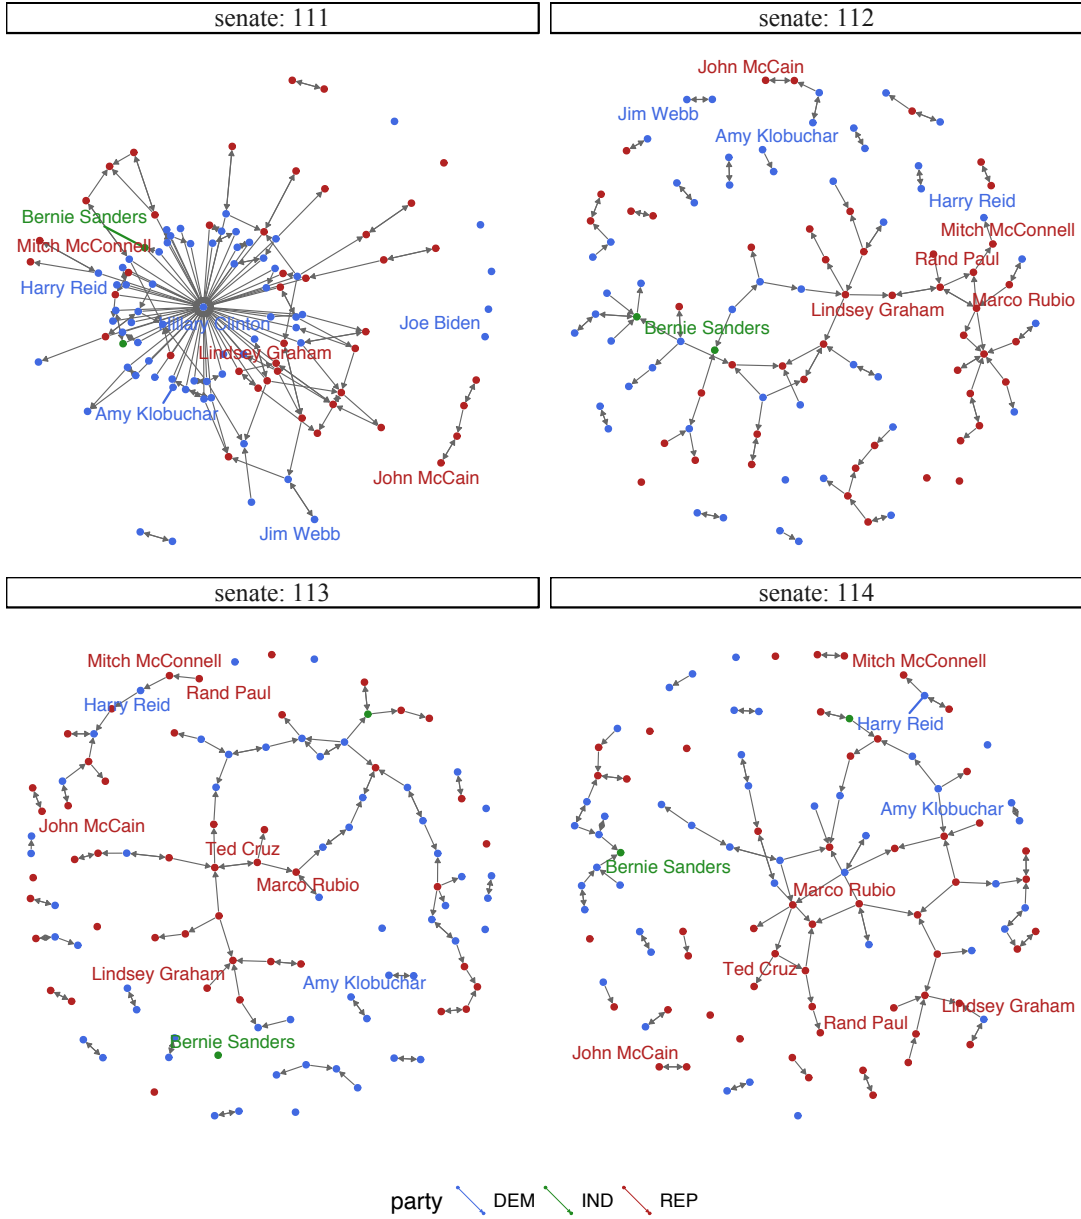 senate: 111
senate: 112
Bernie Sanders
Mitch McConnell
Harry Reid
Hillary Clinton
Joe Biden
Lindsey Graham
Amy Klobuchar
John McCain
Jim Webb
John McCain
Jim Webb
Amy Klobuchar
Harry Reid
Mitch McConnell
Rand Paul
Marco Rubio
Lindsey Graham
Bernie Sanders
senate: 113
senate: 114
Mitch McConnell
Rand Paul
Harry Reid
John McCain
Ted Cruz
Marco Rubio
Lindsey Graham
Amy Klobuchar
Bernie Sanders
Mitch McConnell
Harry Reid
Amy Klobuchar
Bernie Sanders
Marco Rubio
Ted Cruz
Rand Paul
Lindsey Graham
John McCain
party DEM IND REP